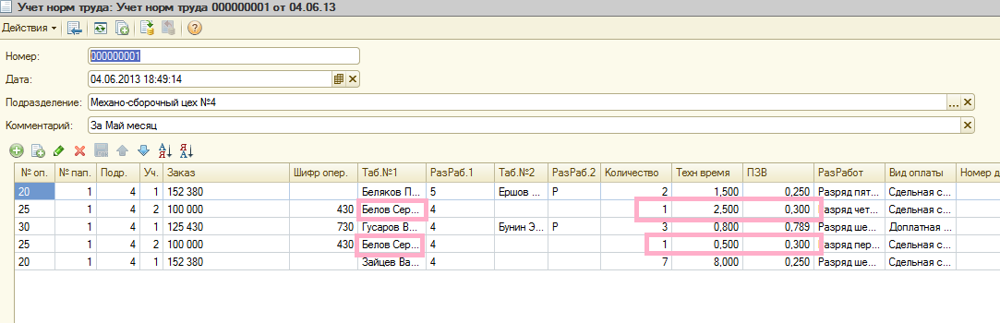 Учет норм труда: Учет норм труда 000000001 от 04.06.13
Действия
Номер: 000000001
Дата: 04.06.2013 18:49:14
Подразделение: Механо-сборочный цех №4
Комментарий: За Май месяц
№ оп. № пап. Подр. Уч. Заказ Шифр опер. Таб.№1 РазРаб.1 Таб.№2 РазРаб.2 Количество Техн время ПЗВ РазРабот Вид оплаты Номер д
20 1 4 1 152 380 Беляков П... 5 Ершов ... Р 2 1,500 0,250 Разряд пят... Сдельная с...
25 1 4 2 100 000 430 Белов Сер... 4 1 2,500 0,300 Разряд чет... Сдельная с...
30 1 4 1 125 430 730 Гусаров В... 4 Бунин Э... Р 3 0,800 0,789 Разряд ше... Доплатная ...
25 1 4 2 100 000 430 Белов Сер... 4 1 0,500 0,300 Разряд пер... Сдельная с...
20 1 4 1 152 380 Зайцев Ва... 4 7 8,000 0,250 Разряд ше... Сдельная с...